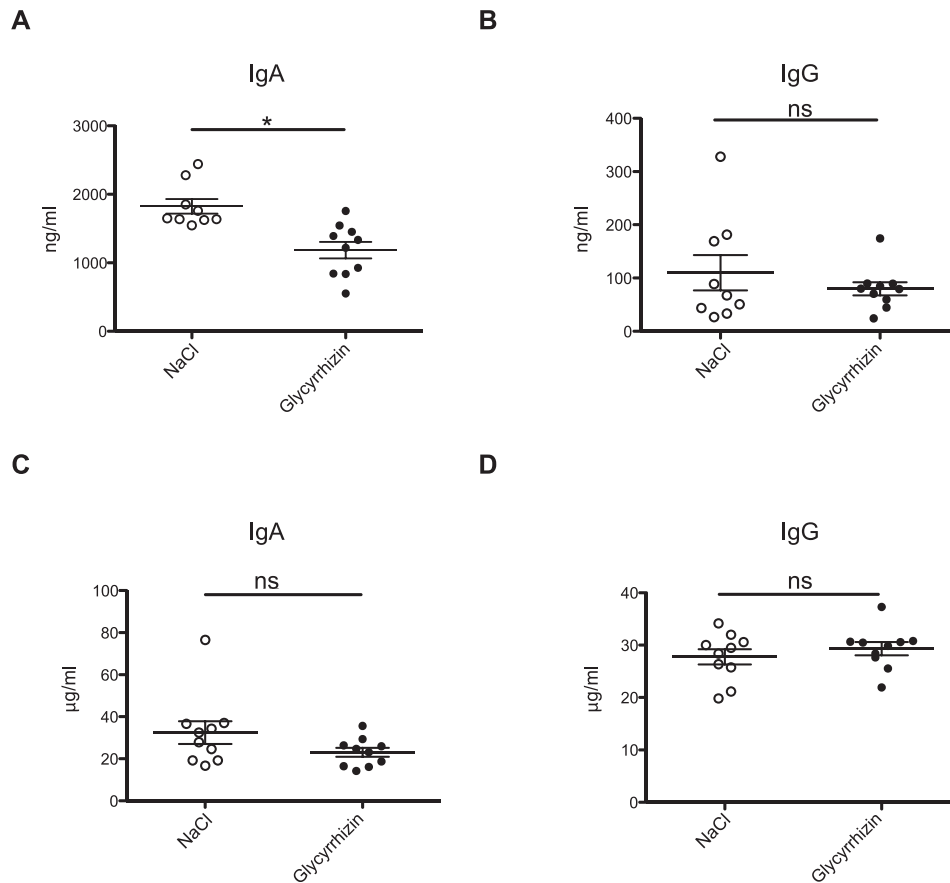 A
IgA
*
3000
2000
1000
0
ng/ml
NaCl
Glycyrrhizin
B
IgG
ns
400
300
200
100
0
ng/ml
NaCl
Glycyrrhizin
C
IgA
ns
100
80
60
40
20
0
µg/ml
NaCl
Glycyrrhizin
D
IgG
ns
40
30
20
10
0
µg/ml
NaCl
Glycyrrhizin